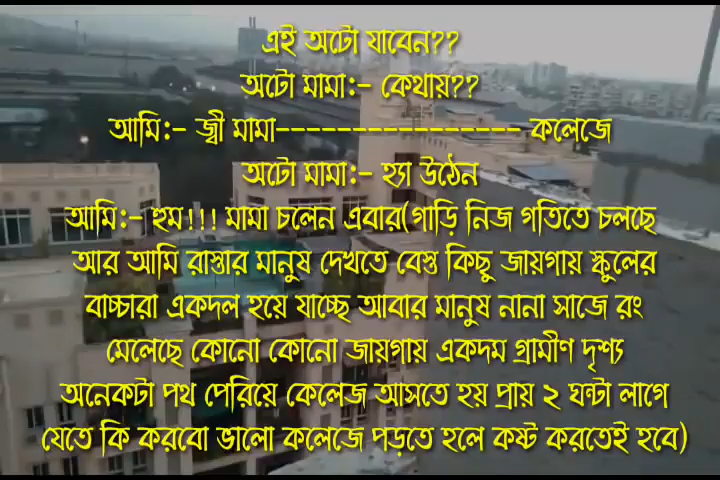 এই অটো যাবেন??
অটো মামা:- কেথায়??
আমি:- জ্বী মামা---------------- কলেজে
অটো মামা:- হ্যা উঠেন
আমি:- হুম!!! মামা চলেন এবার(গাড়ি নিজ গতিতে চলছে
আর আমি রাস্তার মানুষ দেখতে বেস্ত কিছু জায়গায় স্কুলের
বাচ্চারা একদল হয়ে যাচ্ছে আবার মানুষ নানা সাজে রং
মেলেছে কোনো কোনো জায়গায় একদম গ্রামীণ দৃশ্য
অনেকটা পথ পেরিয়ে কেলেজ আসতে হয় প্রায় ২ ঘন্টা লাগে
যেতে কি করবো ভালো কলেজে পড়তে হলে কষ্ট করতেই হবে)